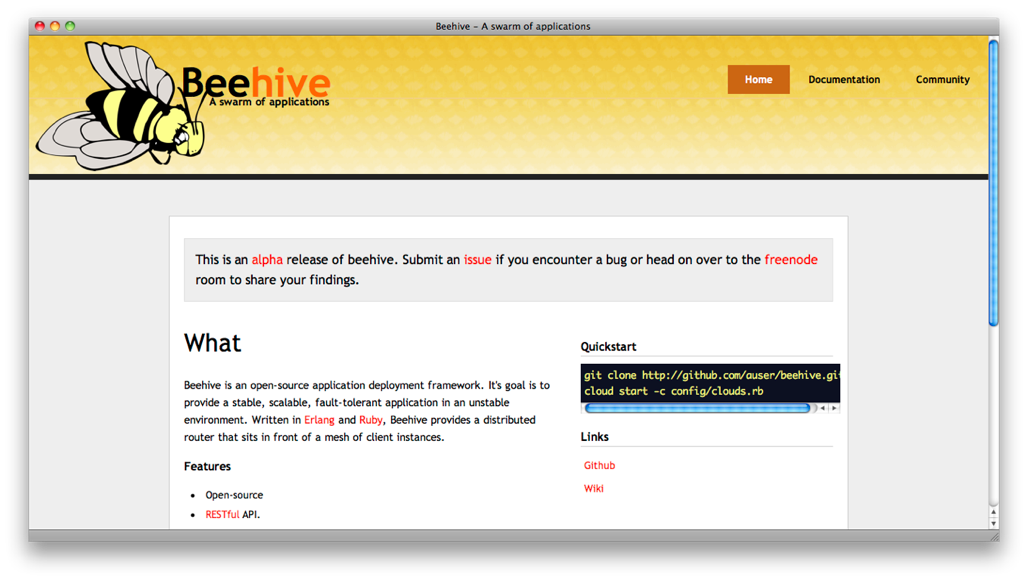 Beehive – A swarm of applications
Beehive
A swarm of applications
Home
Documentation
Community
This is an alpha release of beehive. Submit an issue if you encounter a bug or head on over to the freenode
room to share your findings.
What
Beehive is an open-source application deployment framework. It's goal is to
provide a stable, scalable, fault-tolerant application in an unstable
environment. Written in Erlang and Ruby, Beehive provides a distributed
router that sits in front of a mesh of client instances.
Features
• Open-source
• RESTful API.
Quickstart
git clone http://github.com/auser/beehive.git
cloud start -c config/clouds.rb
Links
Github
Wiki